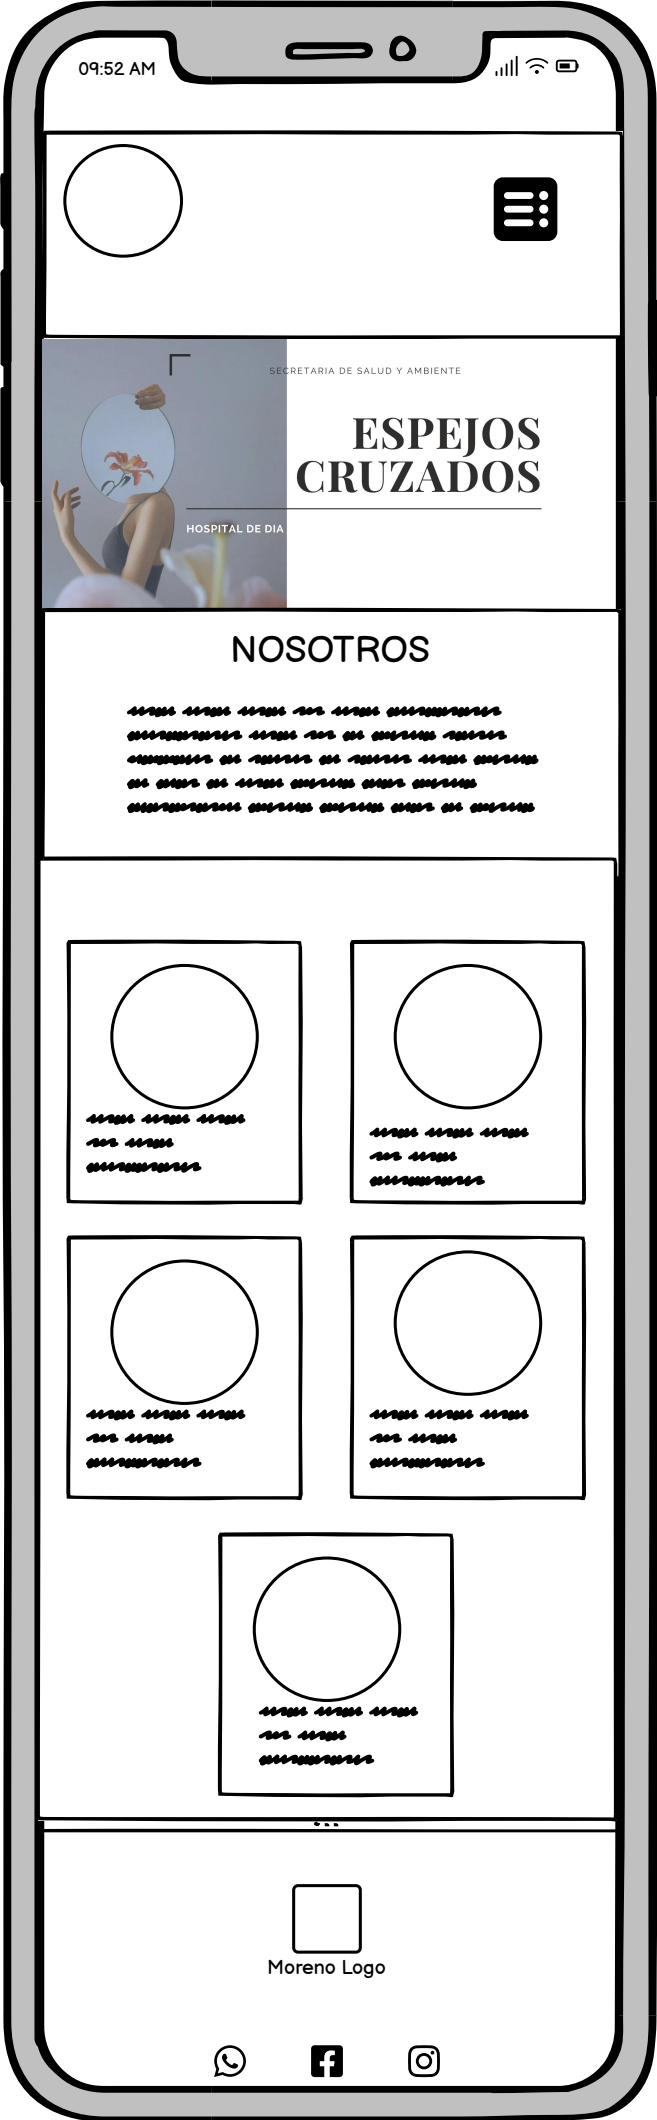 09:52 AM
SECRETARIA DE SALUD Y AMBIENTE
ESPEJOS
CRUZADOS
HOSPITAL DE DIA
NOSOTROS
Moreno Logo